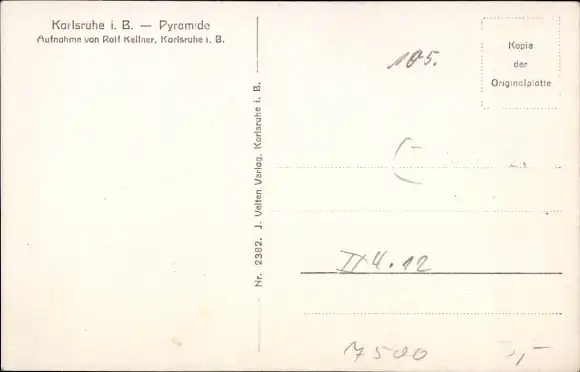 Karlsruhe i. B. — Pyramide
Aufnahme von Rolf Kellner, Karlsruhe i. B.
Nr. 2382. J. Velten Verlag, Karlsruhe i. B.
105.
Kopie
der
Originalplatte
II 4.12
7500